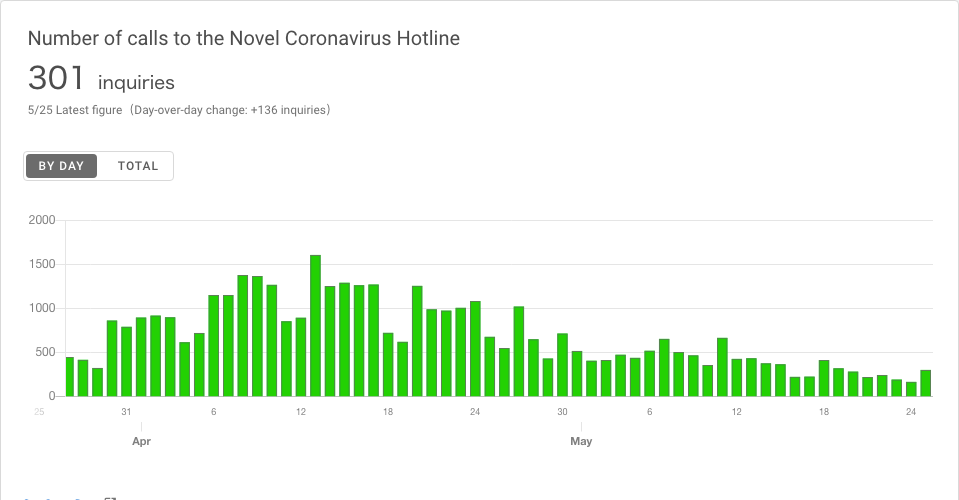 Number of calls to the Novel Coronavirus Hotline
301 inquiries
5/25 Latest figure（Day-over-day change: +136 inquiries）
BY DAY TOTAL
2000
1500
1000
500
0
25 31 6 12 18 24 30 6 12 18 24
Apr May